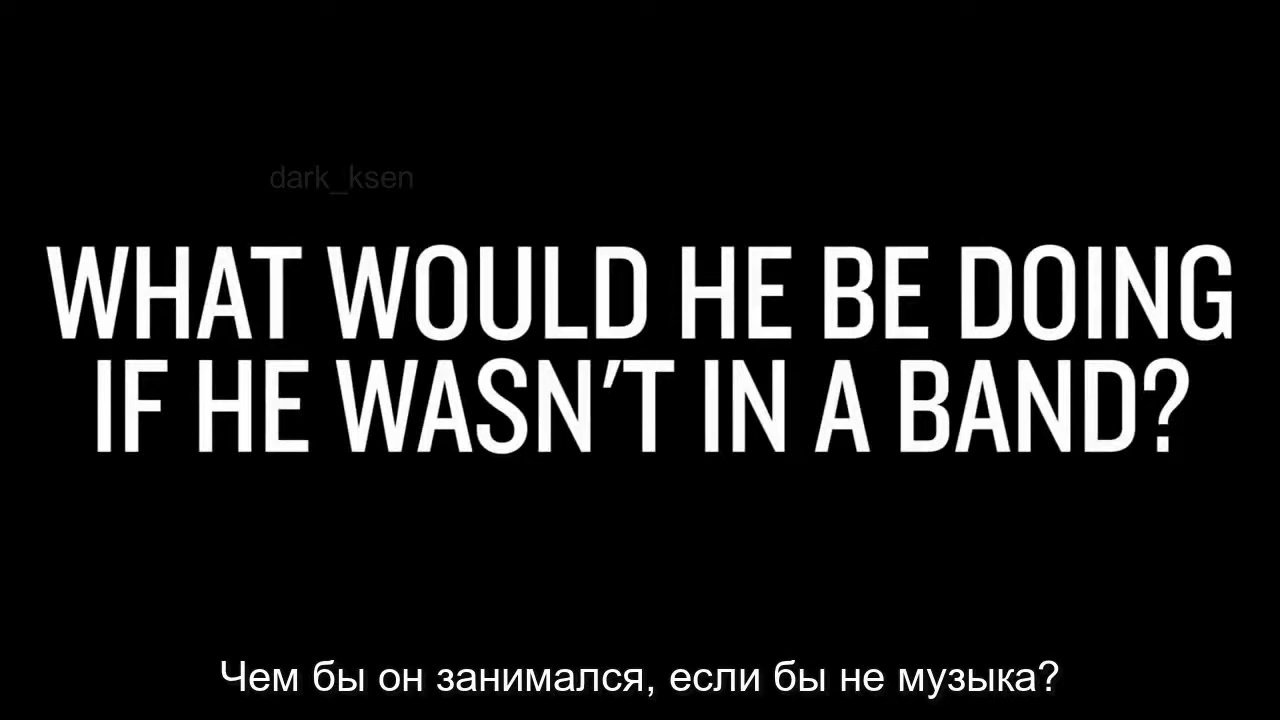 dark_ksen
WHAT WOULD HE BE DOING
IF HE WASN'T IN A BAND?
Чем бы он занимался, если бы не музыка?